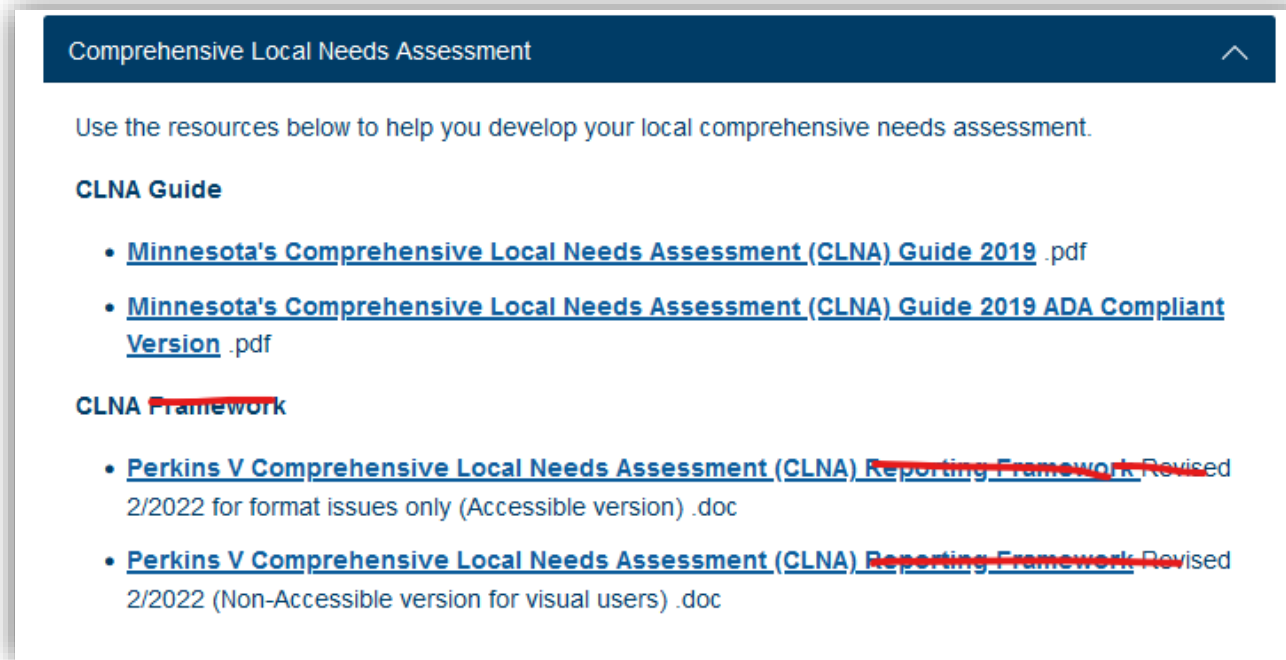 Comprehensive Local Needs Assessment
Use the resources below to help you develop your local comprehensive needs assessment.
CLNA Guide
• Minnesota's Comprehensive Local Needs Assessment (CLNA) Guide 2019 .pdf
• Minnesota's Comprehensive Local Needs Assessment (CLNA) Guide 2019 ADA Compliant
Version .pdf
CLNA Framework
• Perkins V Comprehensive Local Needs Assessment (CLNA) Reporting Framework Revised
2/2022 for format issues only (Accessible version) .doc
• Perkins V Comprehensive Local Needs Assessment (CLNA) Reporting Framework Revised
2/2022 (Non-Accessible version for visual users) .doc